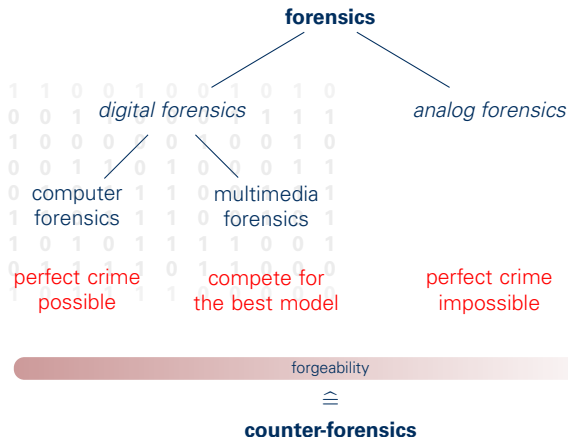 forensics
digital forensics
analog forensics
computer
forensics
multimedia
forensics
perfect crime
possible
compete for
the best model
perfect crime
impossible
forgeability
≙
counter-forensics